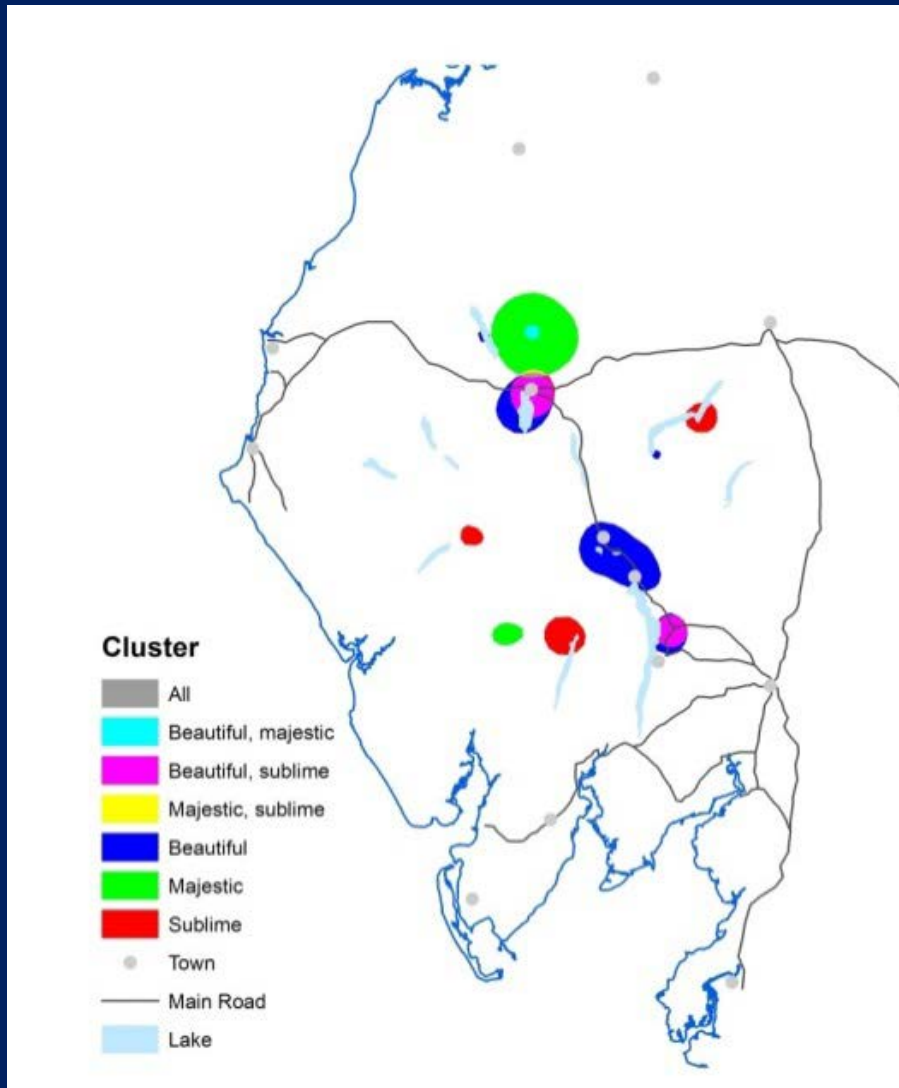 Cluster
All
Beautiful, majestic
Beautiful, sublime
Majestic, sublime
Beautiful
Majestic
Sublime
Town
Main Road
Lake